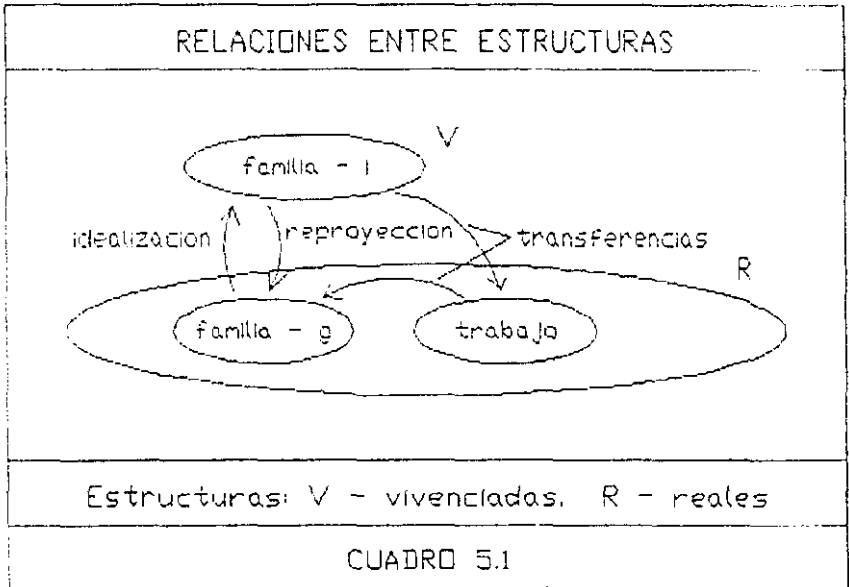 RELACIONES ENTRE ESTRUCTURAS
V
familia - i
idealizacion
reproyeccion
transferencias
R
familia - g
trabajo
Estructuras: V - vivenciadas. R - reales
CUADRO 5.1